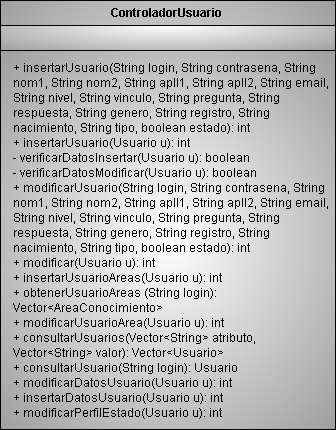 ControladorUsuario
+ insertarUsuario(String login, String contrasena, String
nom1, String nom2, String apll1, String apll2, String email,
String nivel, String vinculo, String pregunta, String
respuesta, String genero, String registro, String
nacimiento, String tipo, boolean estado): int
+ insertarUsuario(Usuario u): int
- verificarDatosInsertar(Usuario u): boolean
- verificarDatosModificar(Usuario u): boolean
+ modificarUsuario(String login, String contrasena, String
nom1, String nom2, String apll1, String apll2, String email,
String nivel, String vinculo, String pregunta, String
respuesta, String genero, String registro, String
nacimiento, String tipo, boolean estado): int
+ modificar(Usuario u): int
+ insertarUsuarioAreas(Usuario u): int
+ obtenerUsuarioAreas (String login):
Vector<AreaConocimiento>
+ modificarUsuarioArea(Usuario u): int
+ consultarUsuarios(Vector<String> atributo,
Vector<String> valor): Vector<Usuario>
+ consultarUsuario(String login): Usuario
+ modificarDatosUsuario(Usuario u): int
+ insertarDatosUsuario(Usuario u): int
+ modificarPerfilEstado(Usuario u): int